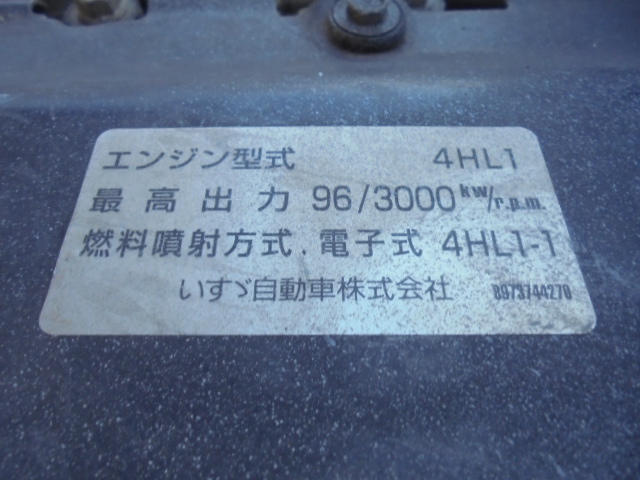 エンジン型式 4HL1
最高出力 96/3000 kw/r.p.m.
燃料噴射方式.電子式 4HL1-1
いすゞ自動車株式会社 8973744270